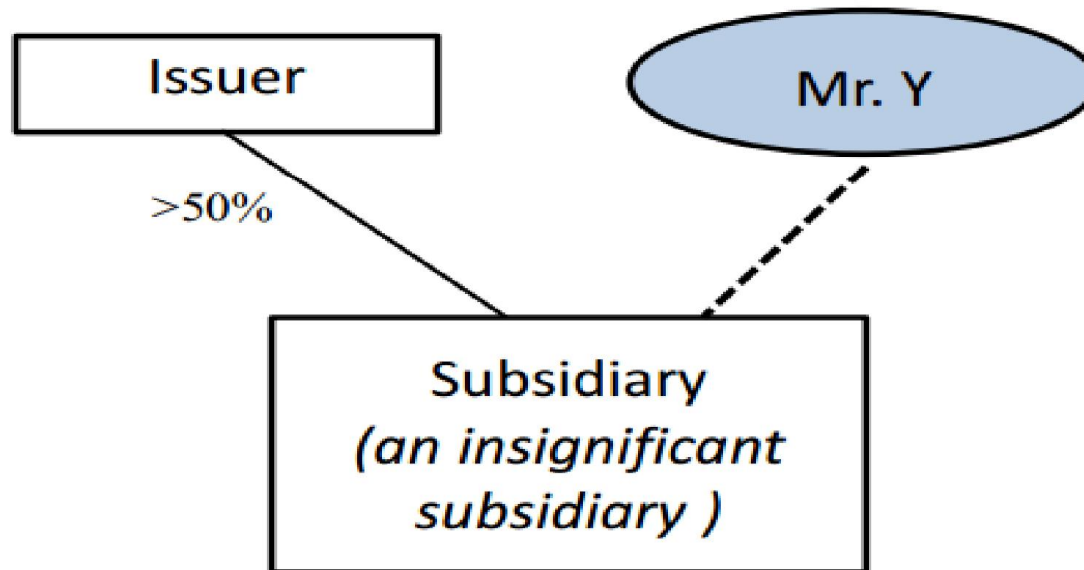 Issuer
Mr. Y
>50%
Subsidiary
(an insignificant
subsidiary )